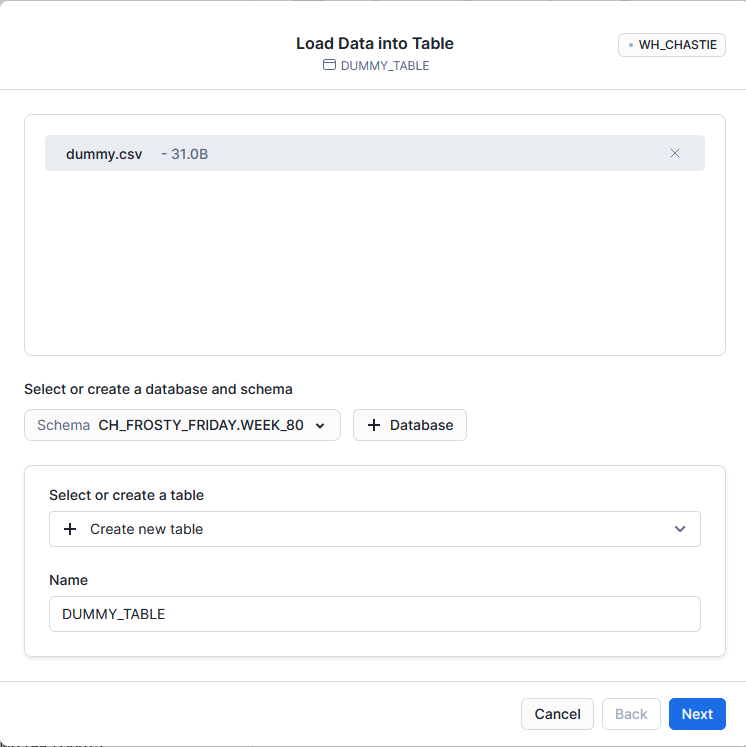 Load Data into Table
DUMMY_TABLE
WH_CHASTIE
dummy.csv - 31.0B
Select or create a database and schema
Schema CH_FROSTY_FRIDAY.WEEK_80
+ Database
Select or create a table
+ Create new table
Name
DUMMY_TABLE
Cancel Back Next